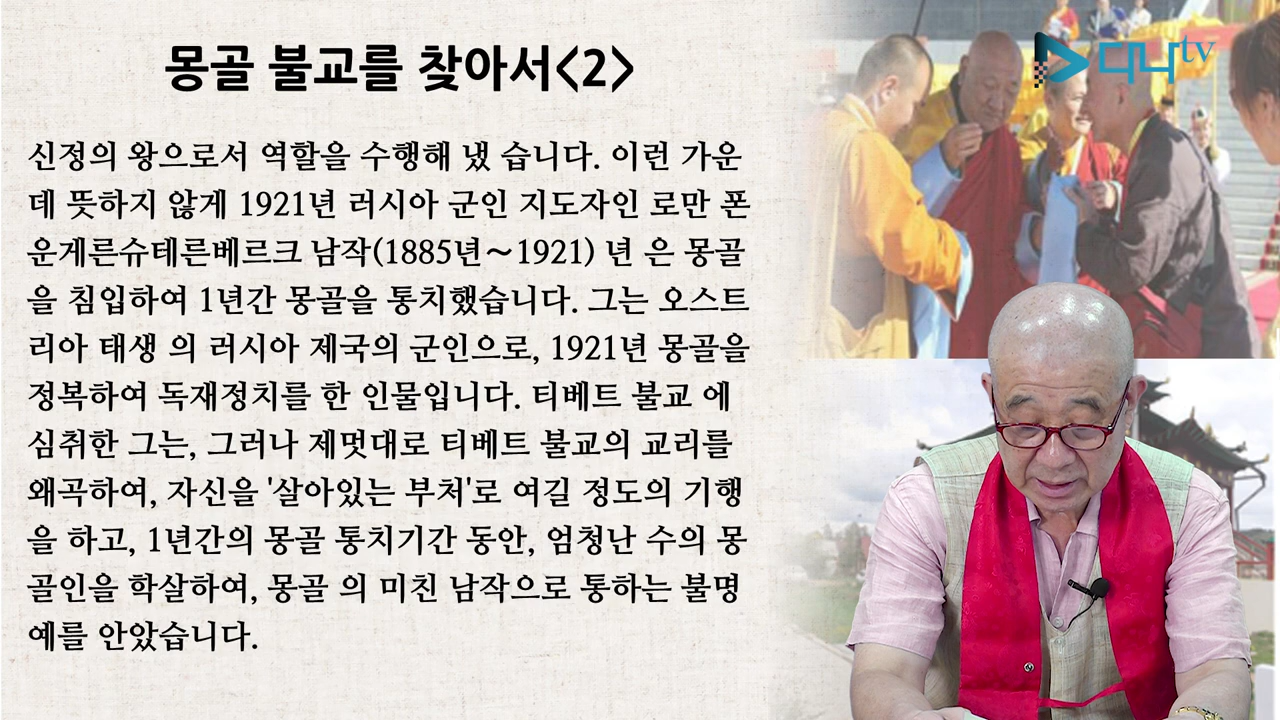 몽골 불교를 찾아서<2>
신정의 왕으로서 역할을 수행해 냈 습니다. 이런 가운
데 뜻하지 않게 1921년 러시아 군인 지도자인 로만 폰
운게른슈테른베르크 남작(1885년~1921) 년 은 몽골
을 침입하여 1년간 몽골을 통치했습니다. 그는 오스트
리아 태생 의 러시아 제국의 군인으로, 1921년 몽골을
정복하여 독재정치를 한 인물입니다. 티베트 불교 에
심취한 그는, 그러나 제멋대로 티베트 불교의 교리를
왜곡하여, 자신을 '살아있는 부처'로 여길 정도의 기행
을 하고, 1년간의 몽골 통치기간 동안, 엄청난 수의 몽
골인을 학살하여, 몽골 의 미친 남작으로 통하는 불명
예를 안았습니다.
tv